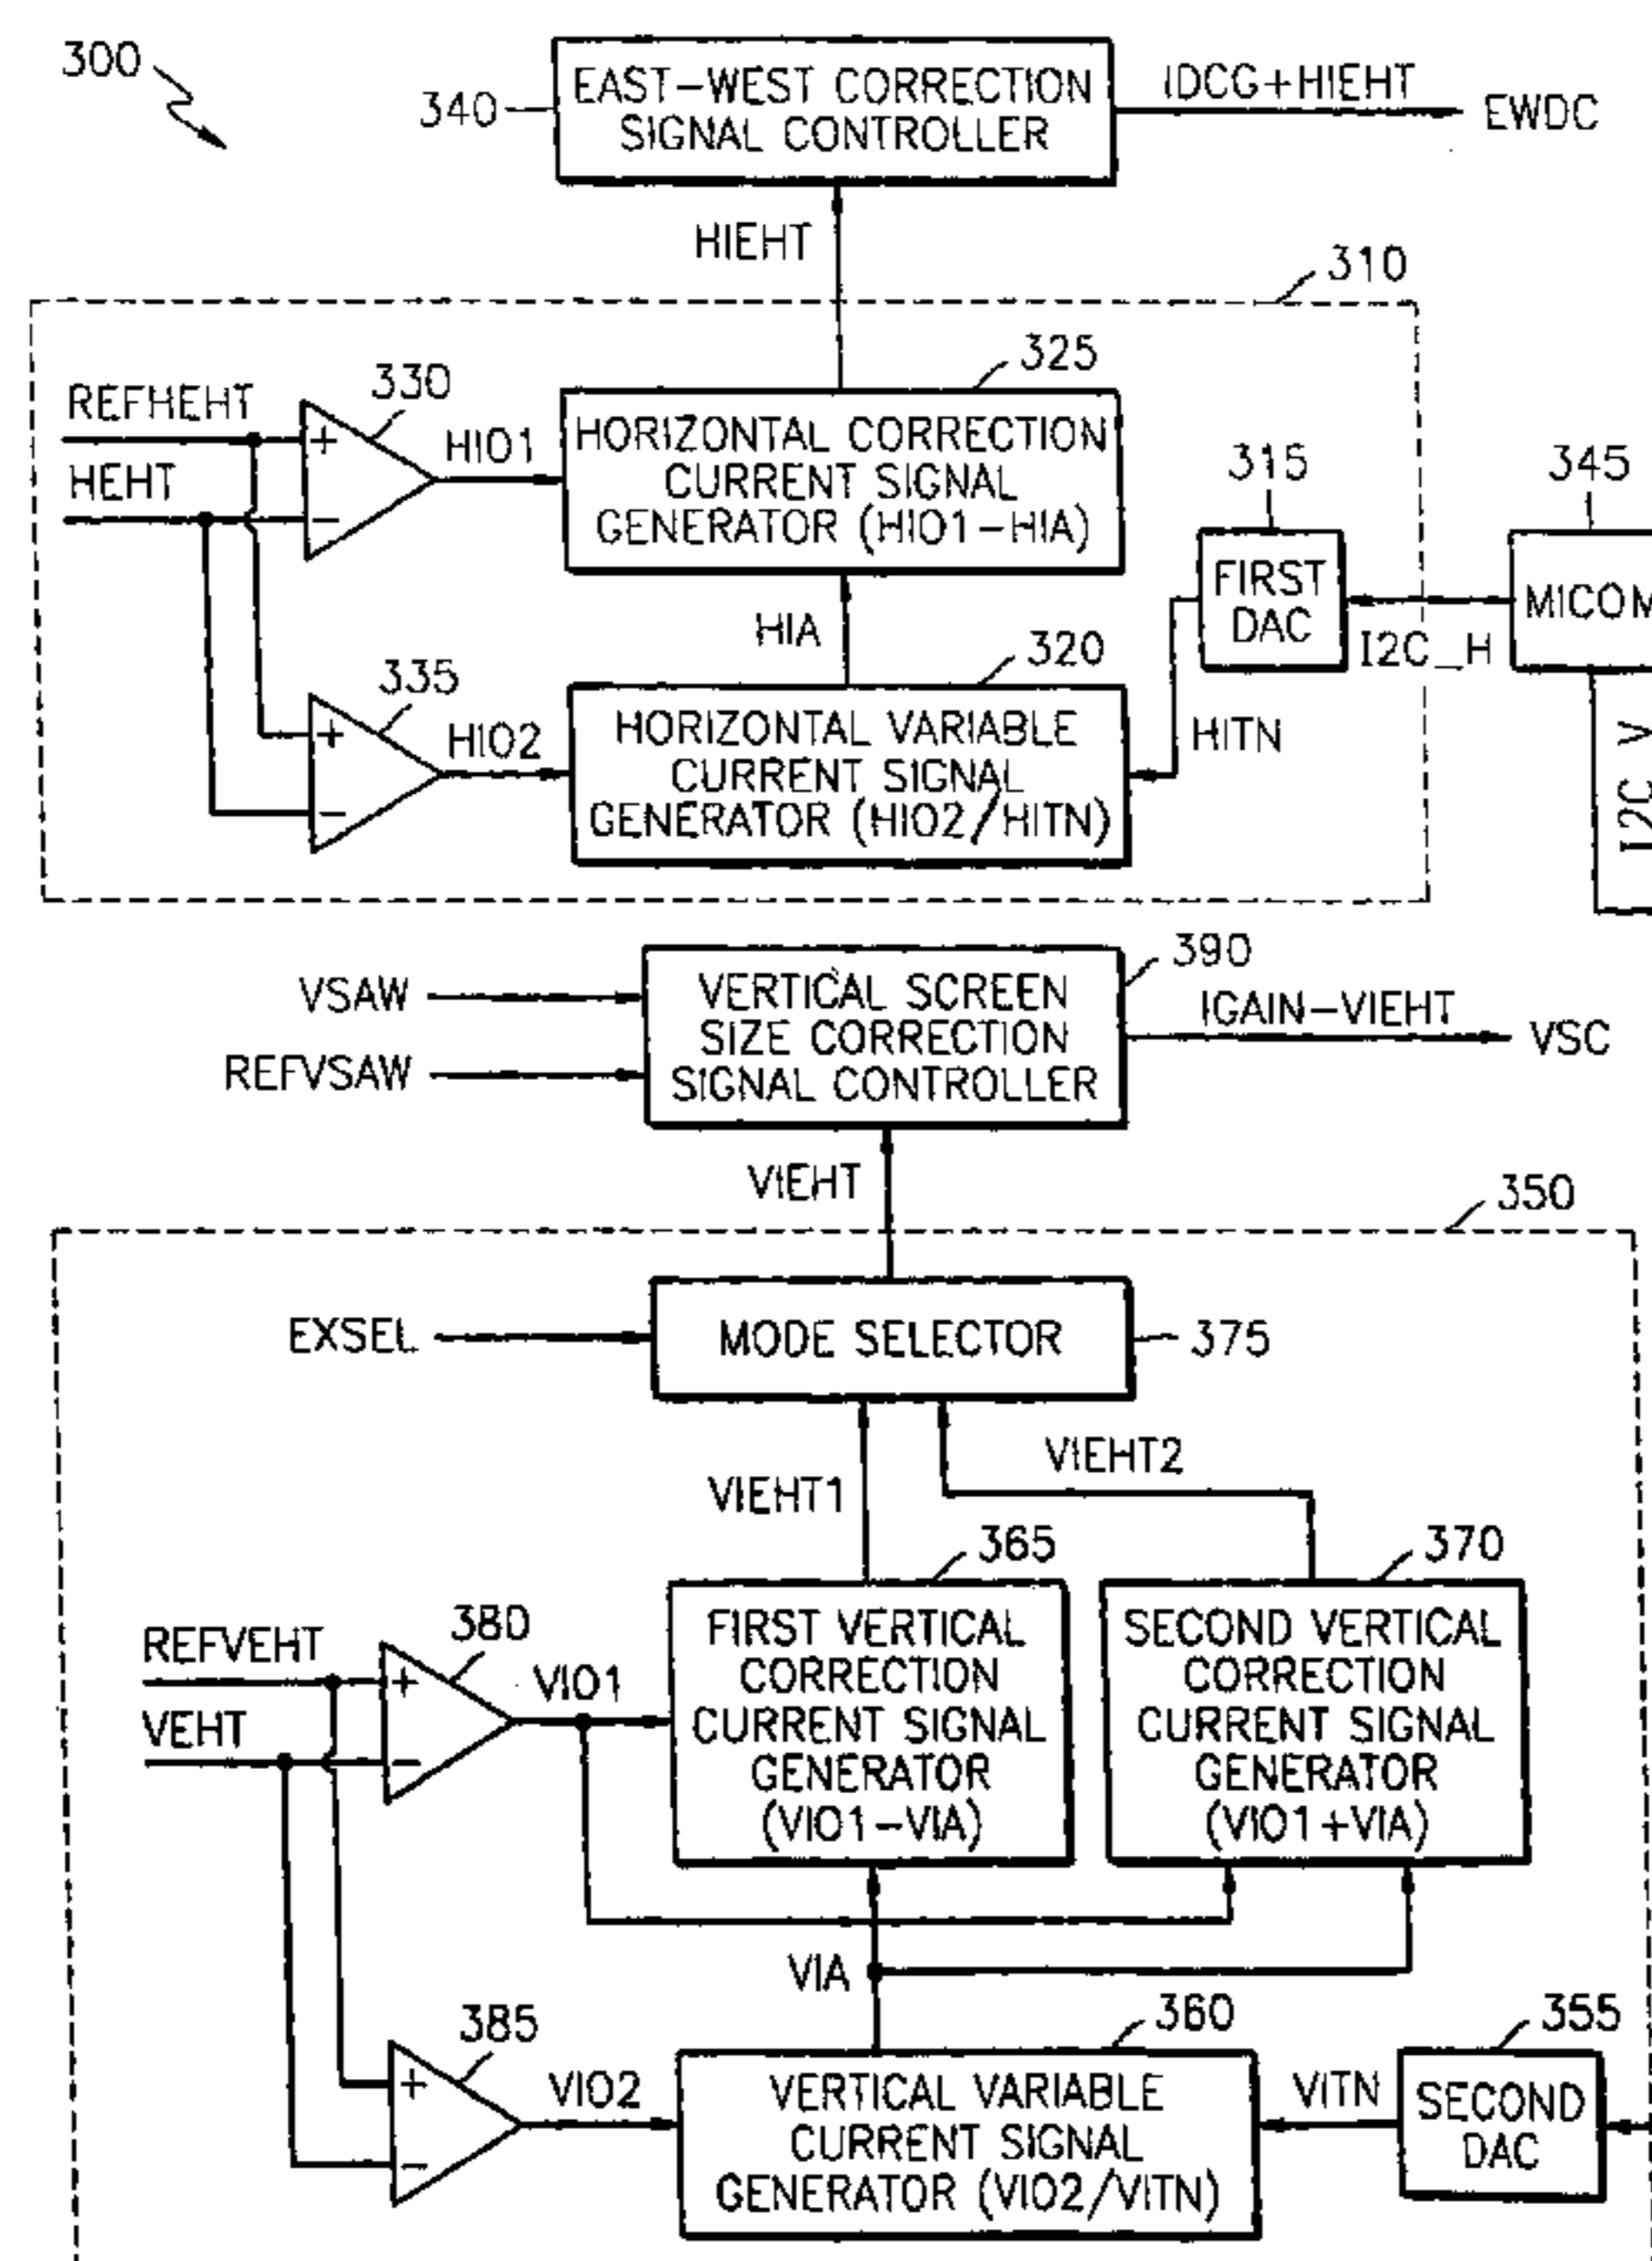 300
340
EAST-WEST CORRECTION
SIGNAL CONTROLLER
IDCG+HIEHT
EWDC
HIEHT
310
REFHEHT
HEHT
330
HIO1
325
HORIZONTAL CORRECTION
CURRENT SIGNAL
GENERATOR (HIO1-HIA)
315
FIRST
DAC
345
MICOM
I2C_H
HIA
335
HIO2
320
HORIZONTAL VARIABLE
CURRENT SIGNAL
GENERATOR (HIO2/HITN)
HITN
I2C_V
VSAW
REFVSAW
390
VERTICAL SCREEN
SIZE CORRECTION
SIGNAL CONTROLLER
IGAIN-VIEHT
VSC
VIEHT
350
EXSEL
MODE SELECTOR
375
VIEHT1
VIEHT2
REFVEHT
VEHT
380
VIO1
365
FIRST VERTICAL
CORRECTION
CURRENT SIGNAL
GENERATOR
(VIO1-VIA)
370
SECOND VERTICAL
CORRECTION
CURRENT SIGNAL
GENERATOR
(VIO1+VIA)
VIA
385
VIO2
360
VERTICAL VARIABLE
CURRENT SIGNAL
GENERATOR (VIO2/VITN)
VITN
355
SECOND
DAC
+
-
+
-
+
-
+
-